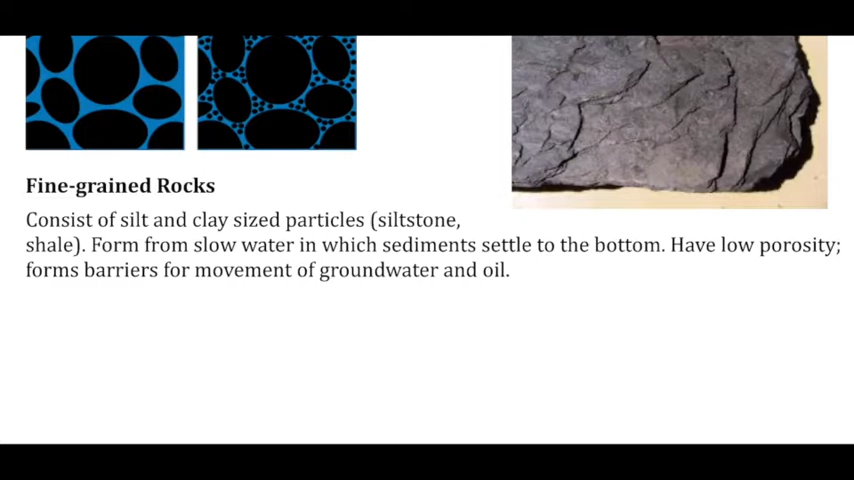 Fine-grained Rocks
Consist of silt and clay sized particles (siltstone,
shale). Form from slow water in which sediments settle to the bottom. Have low porosity;
forms barriers for movement of groundwater and oil.